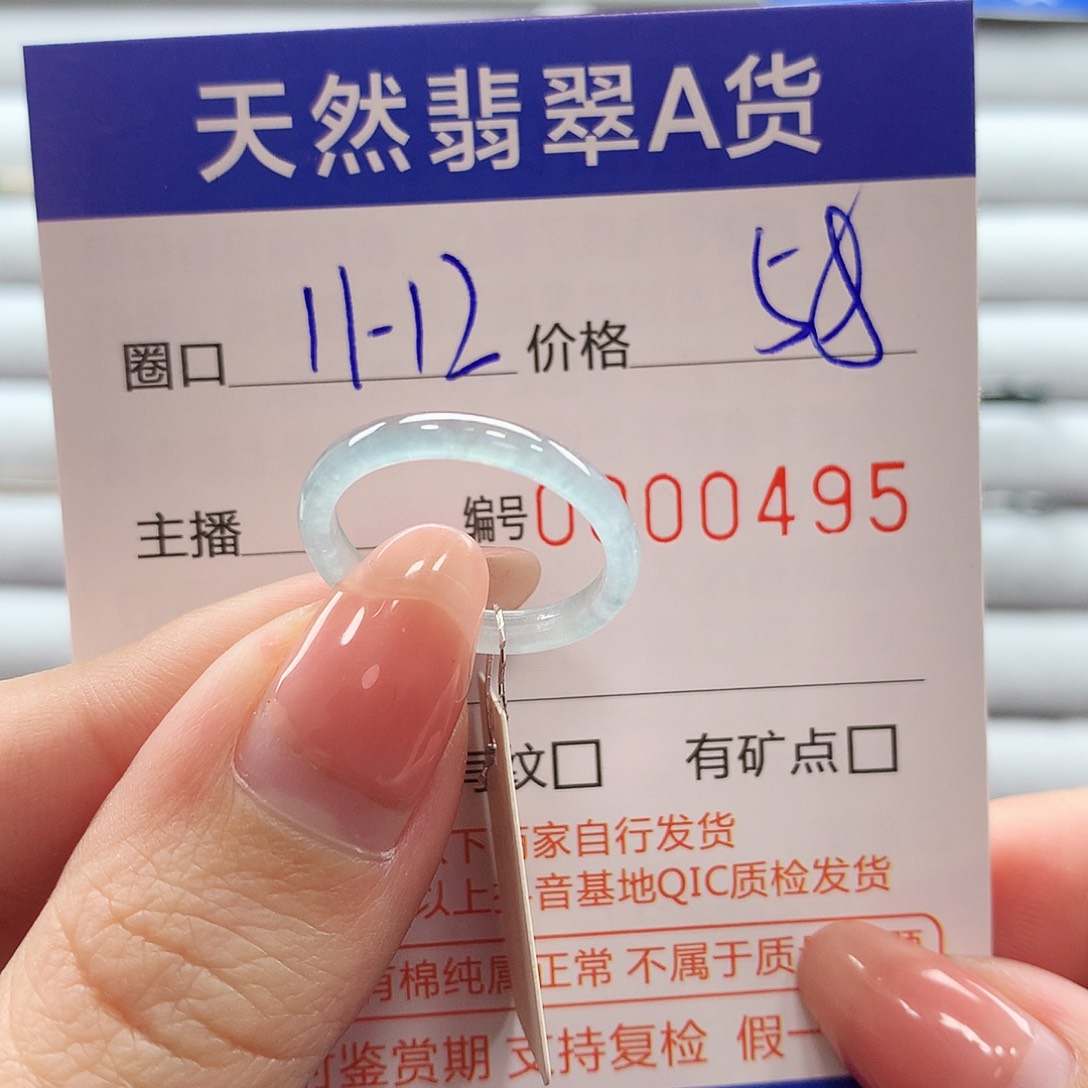 天然翡翠A货
圈口 11-12 价格 58
主播 编号 0000495
纹□ 有矿点□
下 家自行发货
以上 音基地QIC质检发货
有棉纯属正常 不属于质
鉴赏期 支持复检 假一